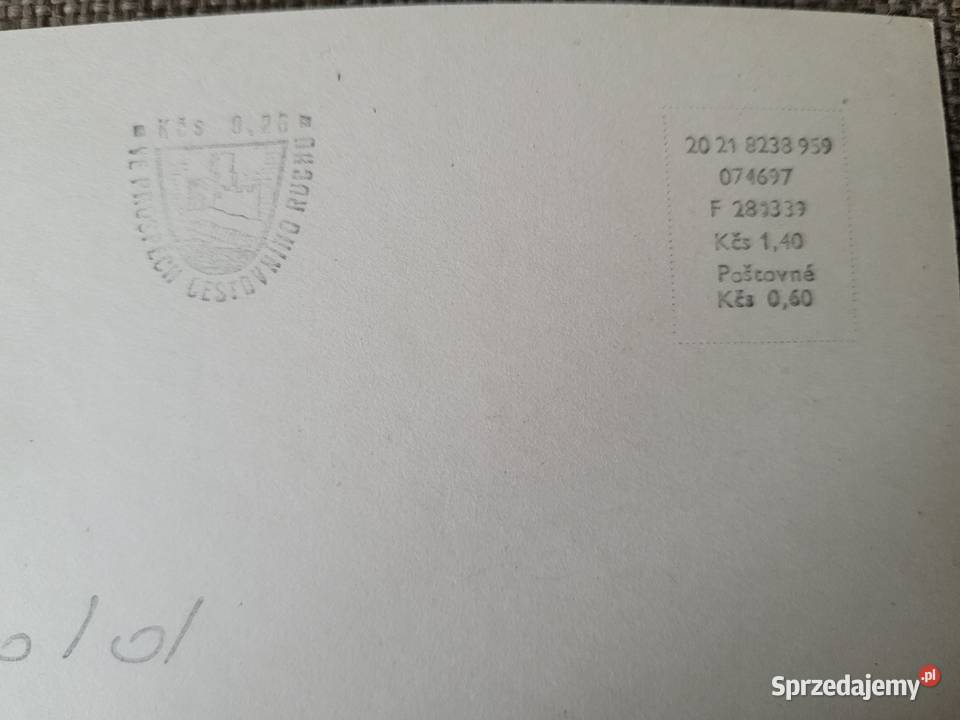 Kčs 0,20
VE PROSPĚCH CESTOVNÍHO RUCHU
20 21 8238 959
074697
Kčs 1,40
Poštovné
Kčs 0,60
Sprzedajemy.pl